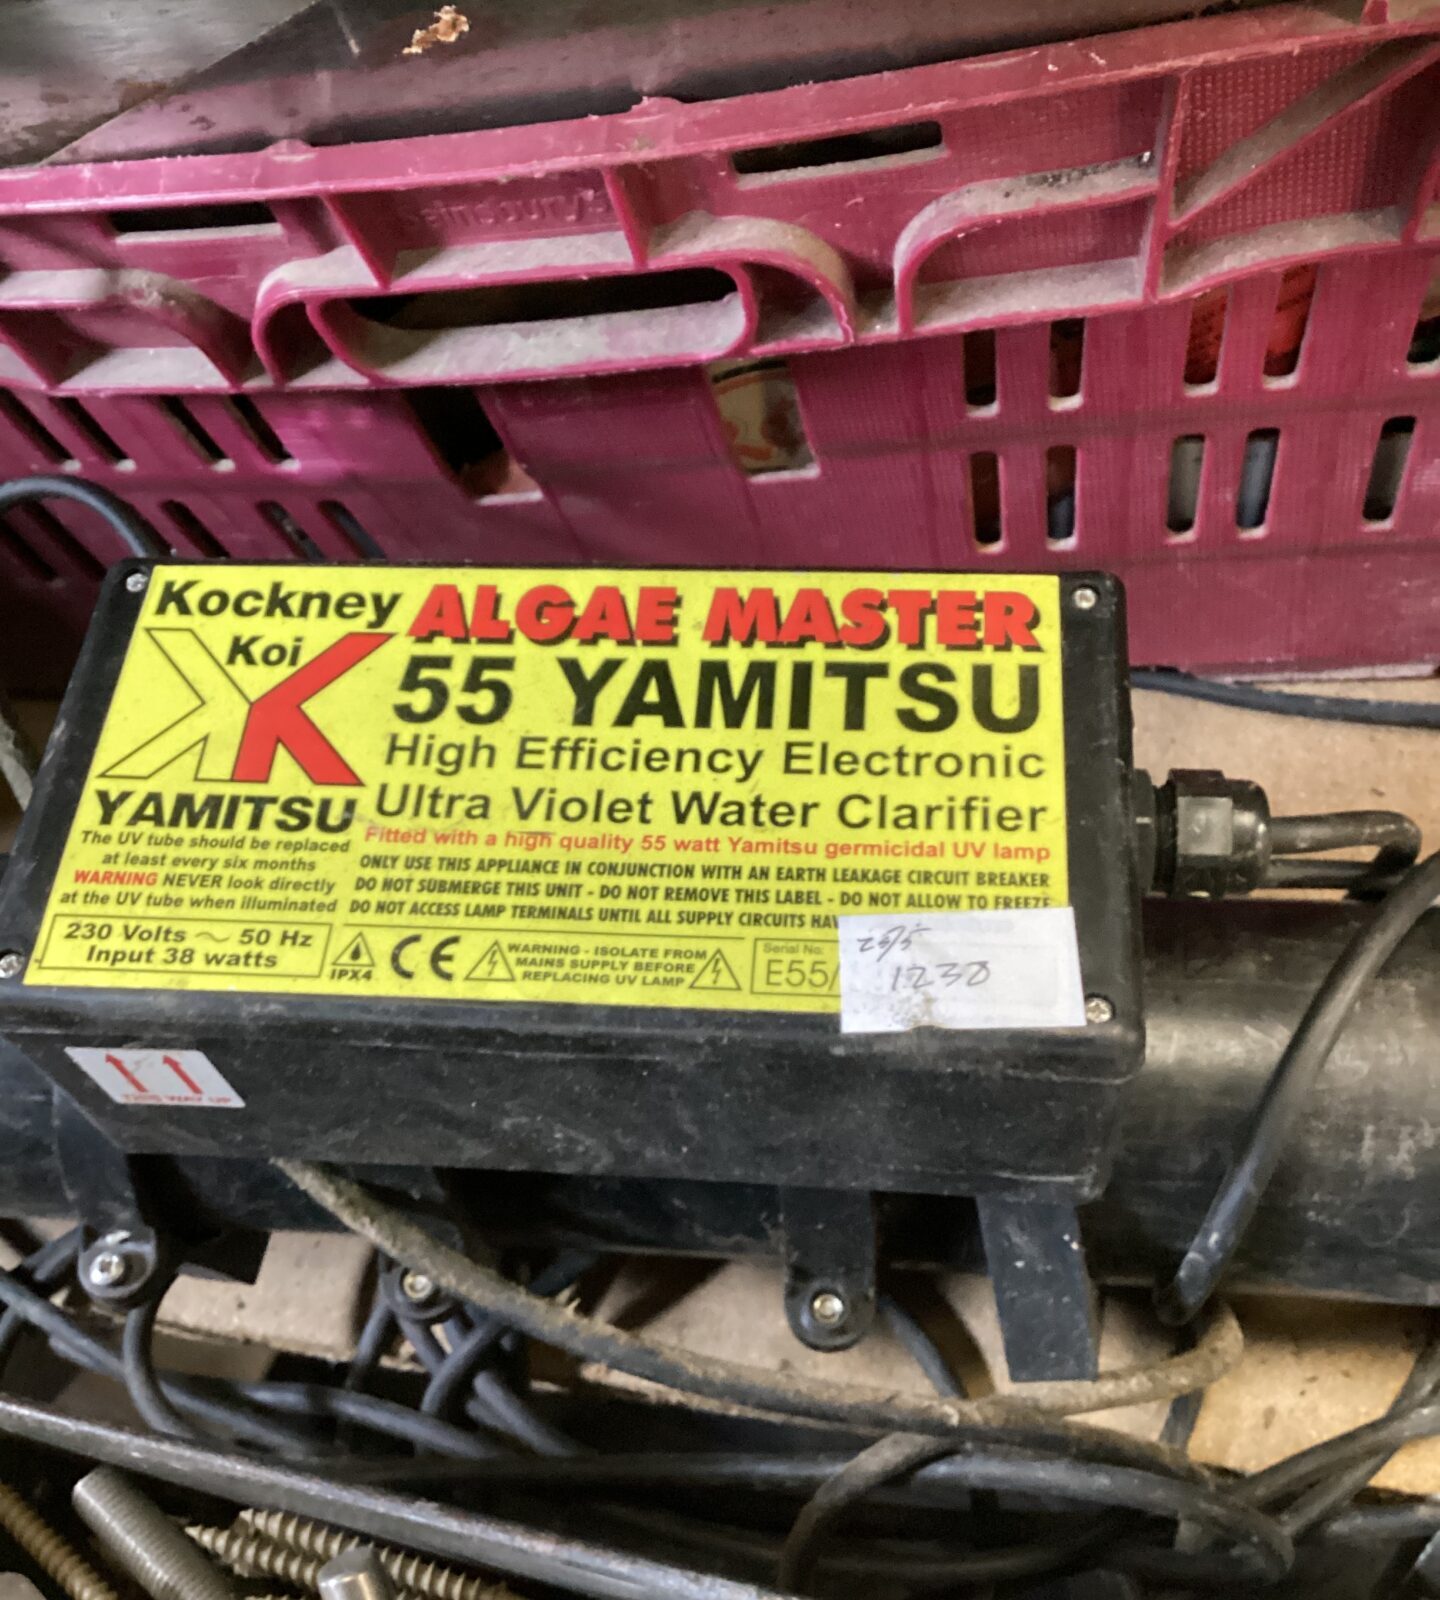 Sainsbury's
Kockney
Koi
YAMITSU
ALGAE MASTER
55 YAMITSU
High Efficiency Electronic
Ultra Violet Water Clarifier
Fitted with a high quality 55 watt Yamitsu germicidal UV lamp
The UV tube should be replaced
at least every six months
WARNING NEVER look directly
at the UV tube when illuminated
ONLY USE THIS APPLIANCE IN CONJUNCTION WITH AN EARTH LEAKAGE CIRCUIT BREAKER
DO NOT SUBMERGE THIS UNIT - DO NOT REMOVE THIS LABEL - DO NOT ALLOW TO FREEZE
DO NOT ACCESS LAMP TERMINALS UNTIL ALL SUPPLY CIRCUITS
230 Volts ~ 50 Hz
Input 38 watts
IPX4
CE
WARNING - ISOLATE FROM
MAINS SUPPLY BEFORE
REPLACING UV LAMP
Serial No:
E55/
1230
THIS WAY UP